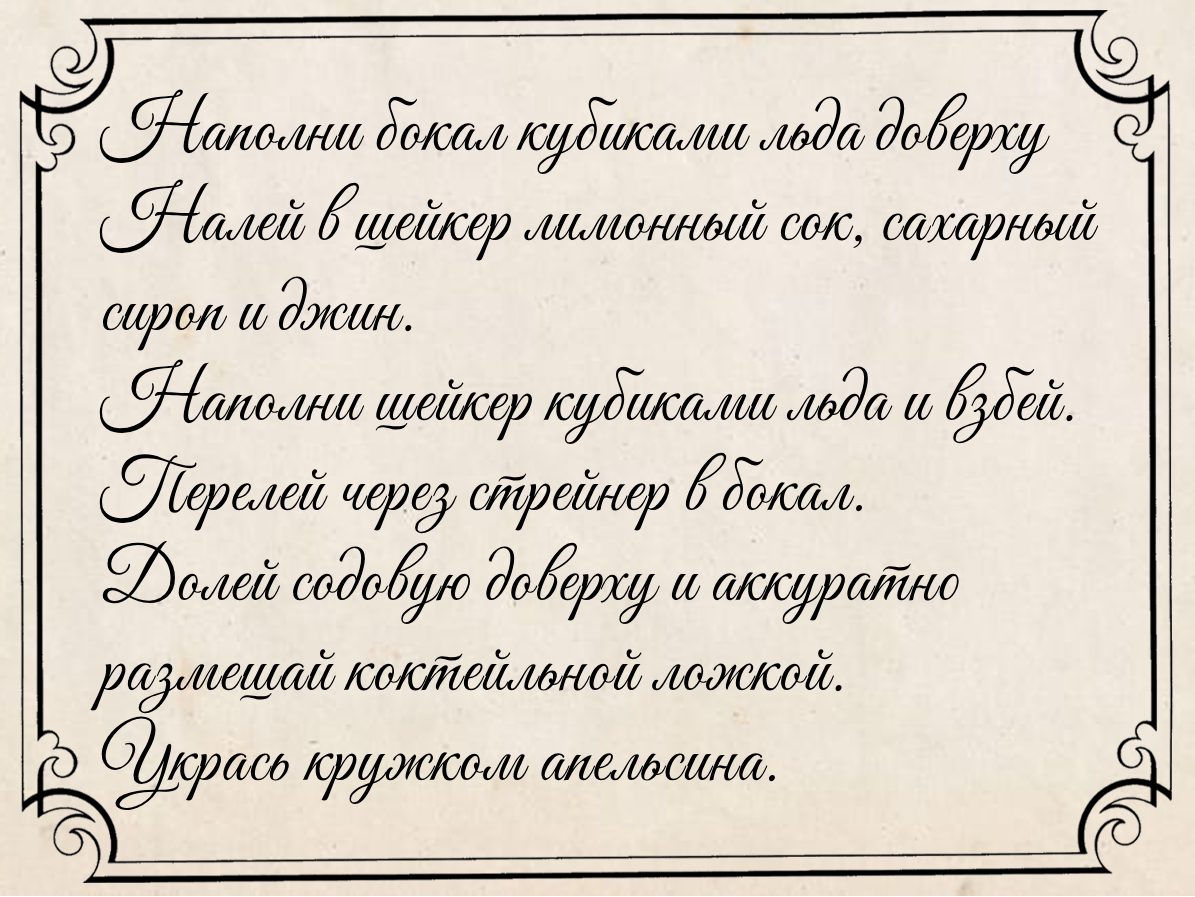 Наполни бокал кубиками льда доверху
Налей в шейкер лимонный сок, сахарный
сироп и джин.
Наполни шейкер кубиками льда и взбей.
Перелей через стрейнер в бокал.
Долей содовую доверху и аккуратно
размешай коктейльной ложкой.
Укрась кружком апельсина.